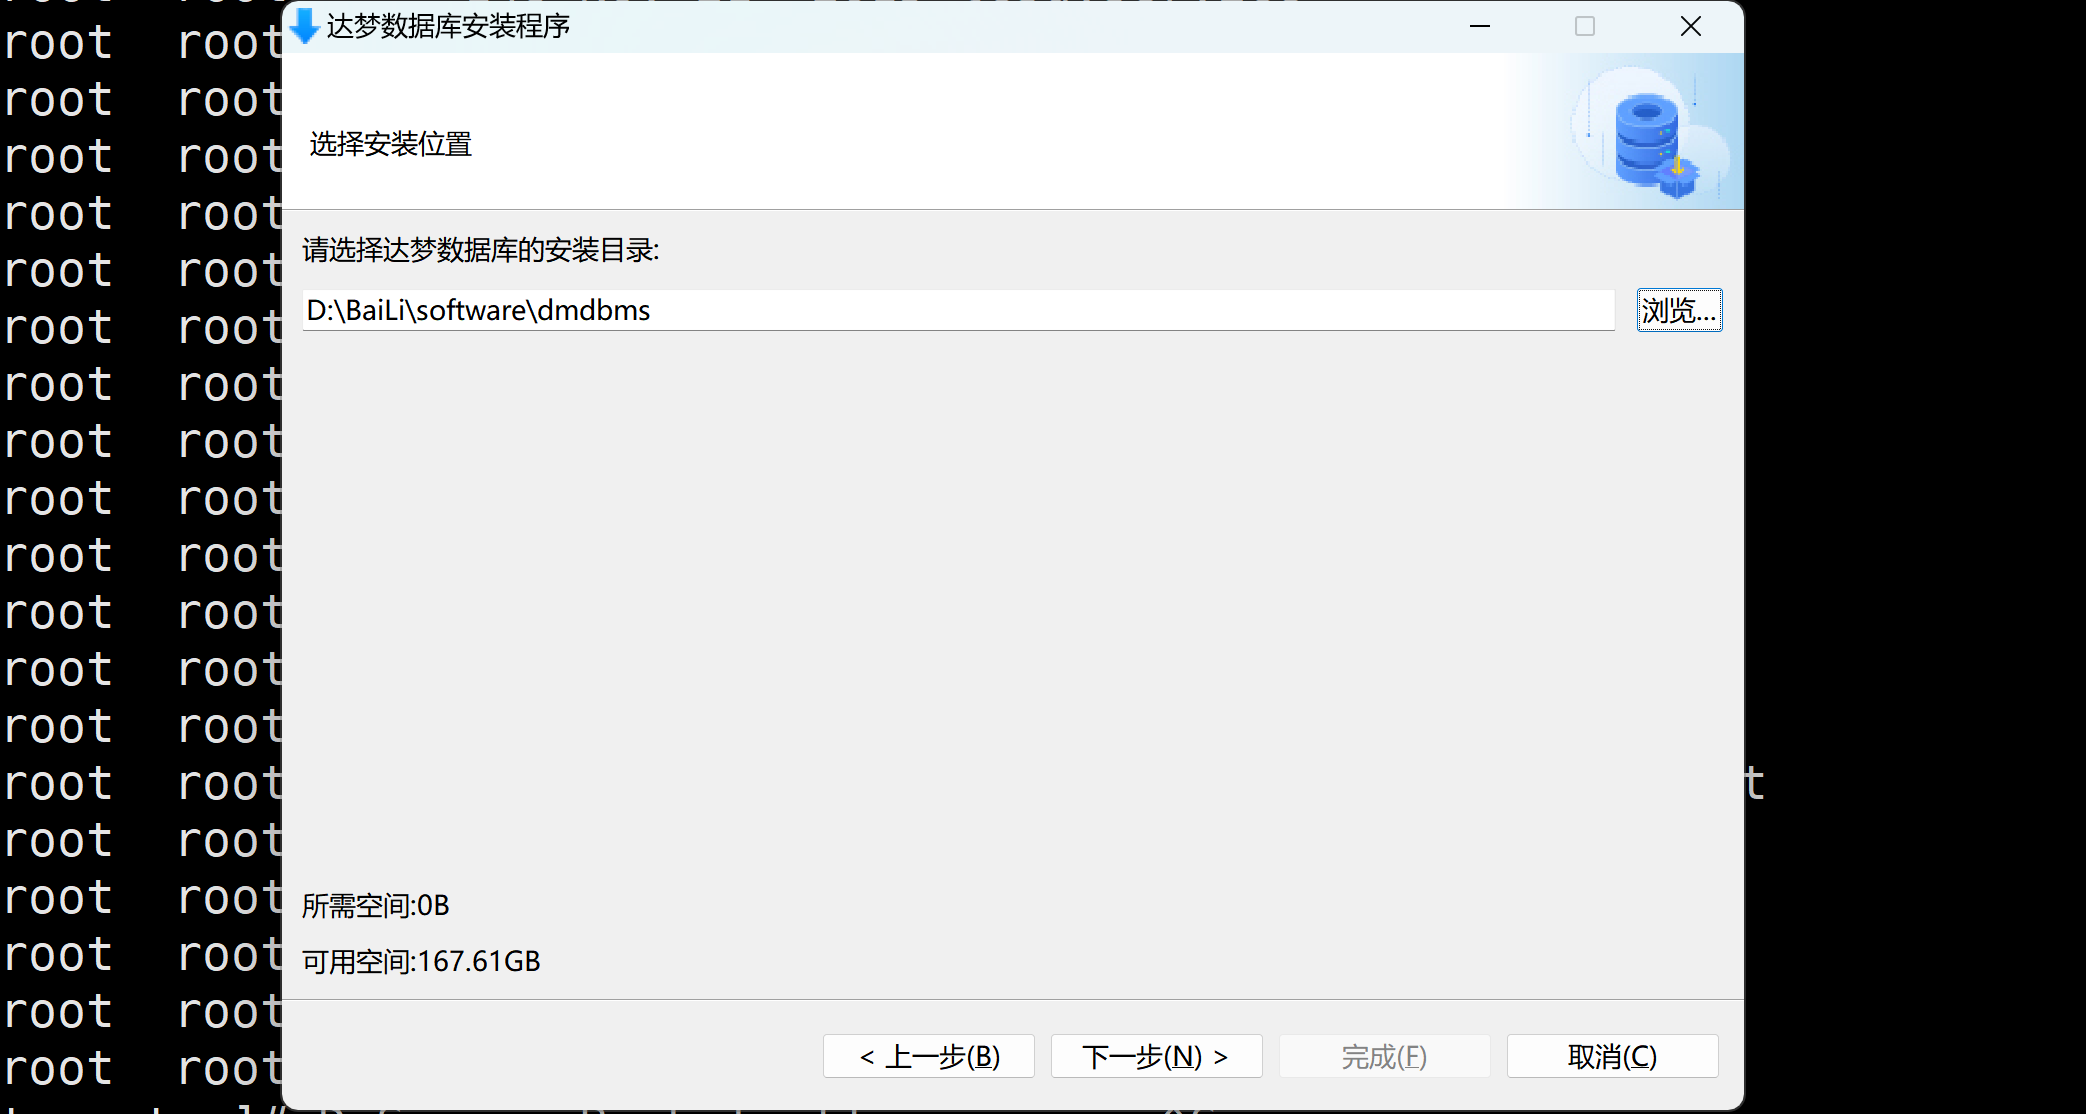 达梦数据库安装程序
选择安装位置
请选择达梦数据库的安装目录:
D:\BaiLi\software\dmdbms
浏览...
所需空间:0B
可用空间:167.61GB
< 上一步(B)
下一步(N) >
完成(F)
取消(C)
root root
root root
root root
root root
root root
root root
root root
root root
root root
root root
root root
root root
root root
root root t
root root
root root
root root
root root
root root